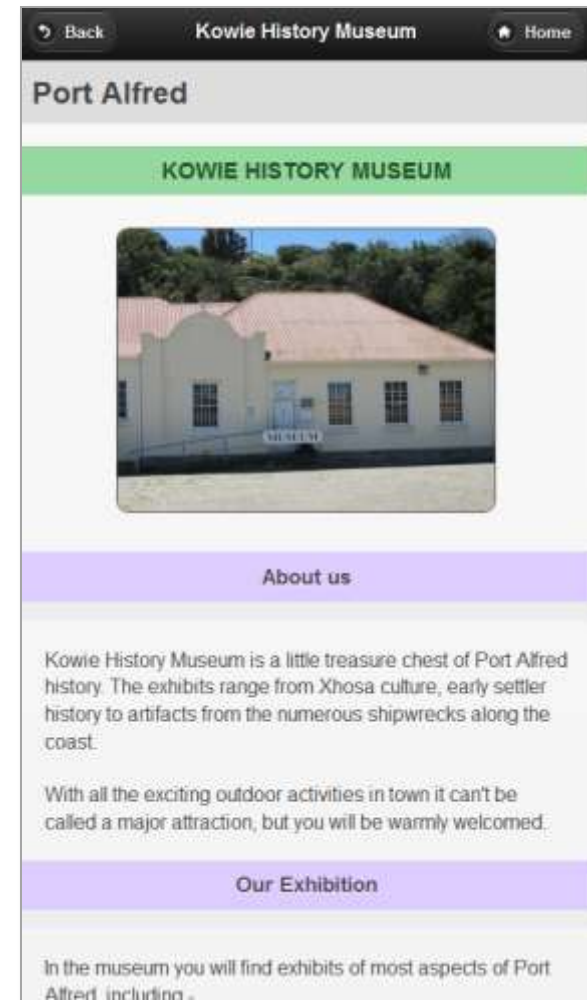 Back Kowie History Museum Home
Port Alfred
KOWIE HISTORY MUSEUM
MUSEUM
About us
Kowie History Museum is a little treasure chest of Port Alfred
history. The exhibits range from Xhosa culture, early settler
history to artifacts from the numerous shipwrecks along the
coast.
With all the exciting outdoor activities in town it can't be
called a major attraction, but you will be warmly welcomed.
Our Exhibition
In the museum you will find exhibits of most aspects of Port
Alfred, including -